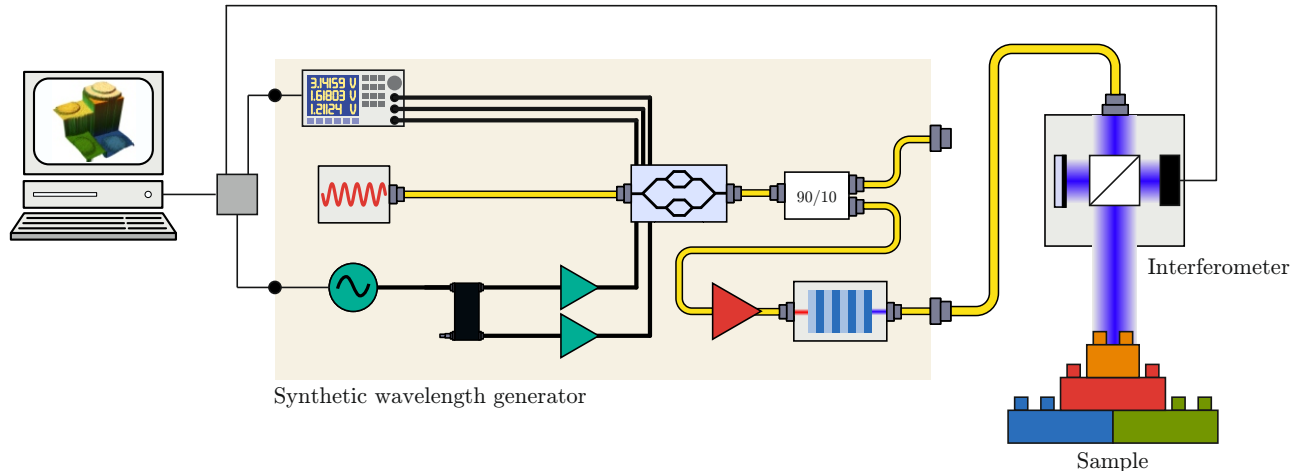 3.14159 V
1.61803 V
1.21124 V
90/10
Interferometer
Synthetic wavelength generator
Sample